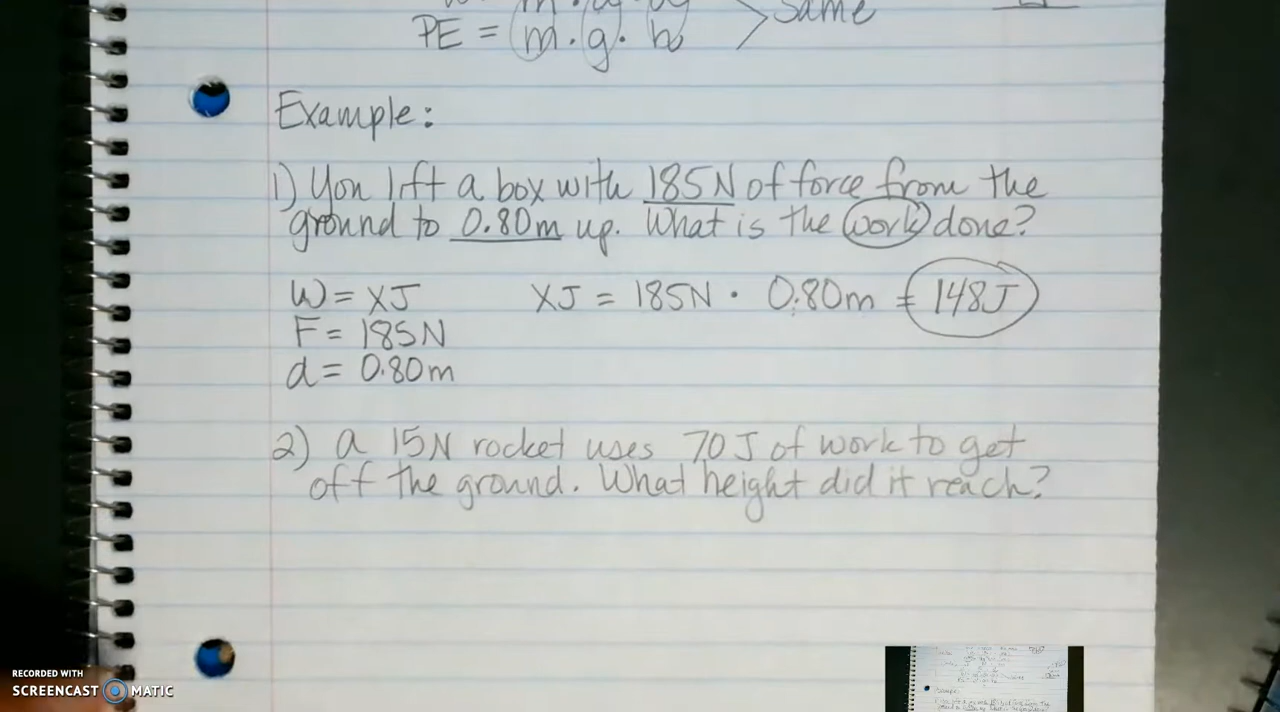 PE = m · g · h > same
Example:
1) You lift a box with 185N of force from the
ground to 0.80m up. What is the work done?
W = XJ XJ = 185N · 0.80m = 148J
F = 185N
d = 0.80m
2) a 15N rocket uses 70J of work to get
off the ground. What height did it reach?
RECORDED WITH
SCREENCAST MATIC